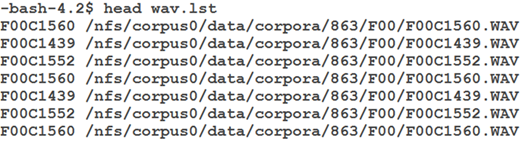 -bash-4.2$ head wav.lst
F00C1560 /nfs/corpus0/data/corpora/863/F00/F00C1560.WAV
F00C1439 /nfs/corpus0/data/corpora/863/F00/F00C1439.WAV
F00C1552 /nfs/corpus0/data/corpora/863/F00/F00C1552.WAV
F00C1560 /nfs/corpus0/data/corpora/863/F00/F00C1560.WAV
F00C1439 /nfs/corpus0/data/corpora/863/F00/F00C1439.WAV
F00C1552 /nfs/corpus0/data/corpora/863/F00/F00C1552.WAV
F00C1560 /nfs/corpus0/data/corpora/863/F00/F00C1560.WAV